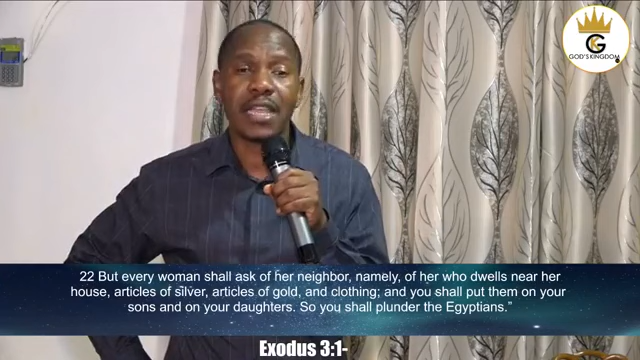 GOD'S KINGDOM
22 But every woman shall ask of her neighbor, namely, of her who dwells near her
house, articles of silver, articles of gold, and clothing; and you shall put them on your
sons and on your daughters. So you shall plunder the Egyptians.”
Exodus 3:1-